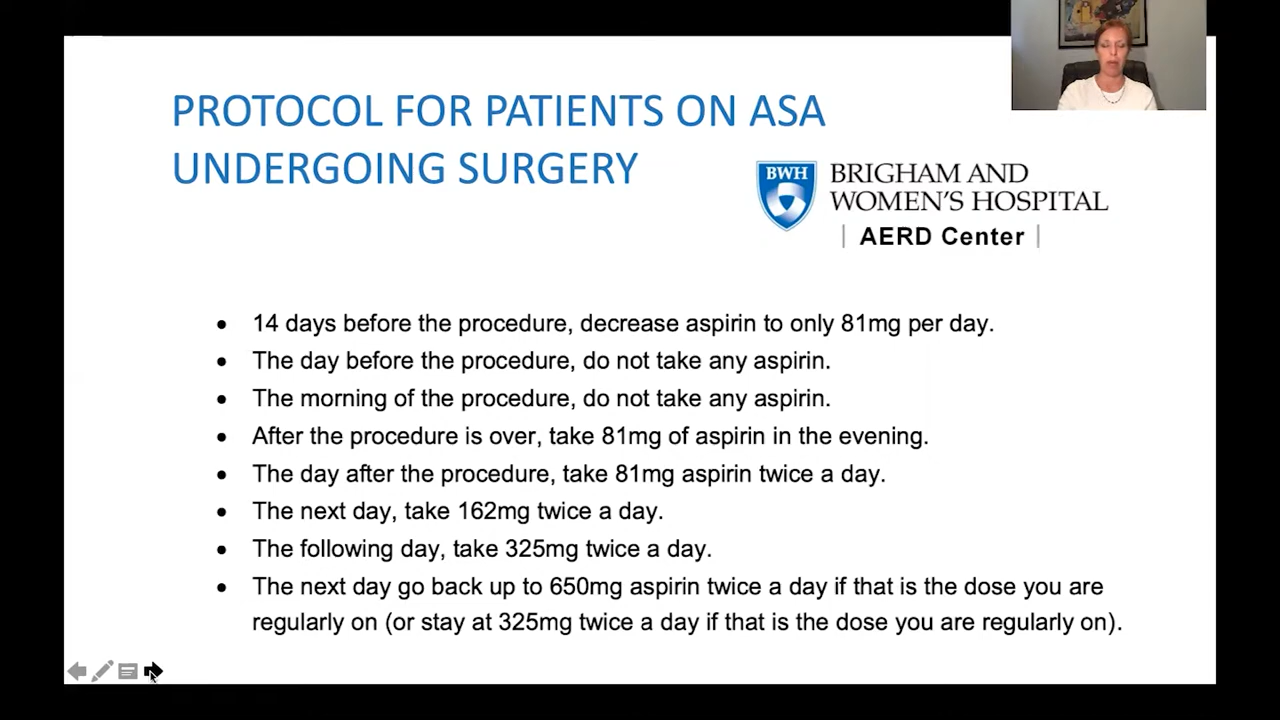 PROTOCOL FOR PATIENTS ON ASA
UNDERGOING SURGERY
BWH
BRIGHAM AND
WOMEN'S HOSPITAL
| AERD Center |
• 14 days before the procedure, decrease aspirin to only 81mg per day.
• The day before the procedure, do not take any aspirin.
• The morning of the procedure, do not take any aspirin.
• After the procedure is over, take 81mg of aspirin in the evening.
• The day after the procedure, take 81mg aspirin twice a day.
• The next day, take 162mg twice a day.
• The following day, take 325mg twice a day.
• The next day go back up to 650mg aspirin twice a day if that is the dose you are
regularly on (or stay at 325mg twice a day if that is the dose you are regularly on).